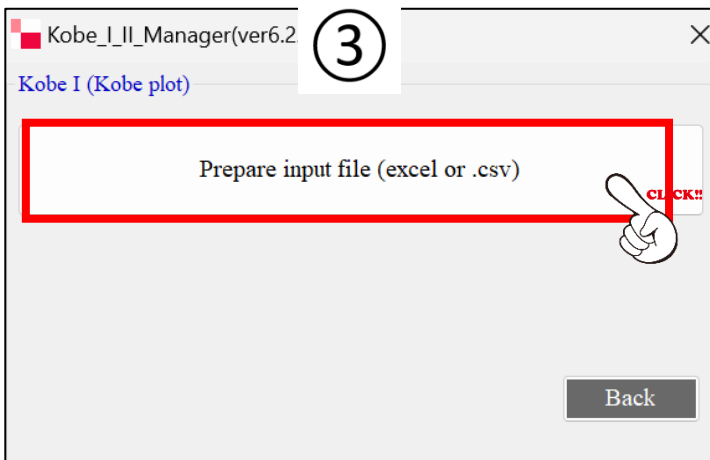 Kobe_I_II_Manager(ver6.2.
③
Kobe I (Kobe plot)
Prepare input file (excel or .csv)
CLICK!!
Back